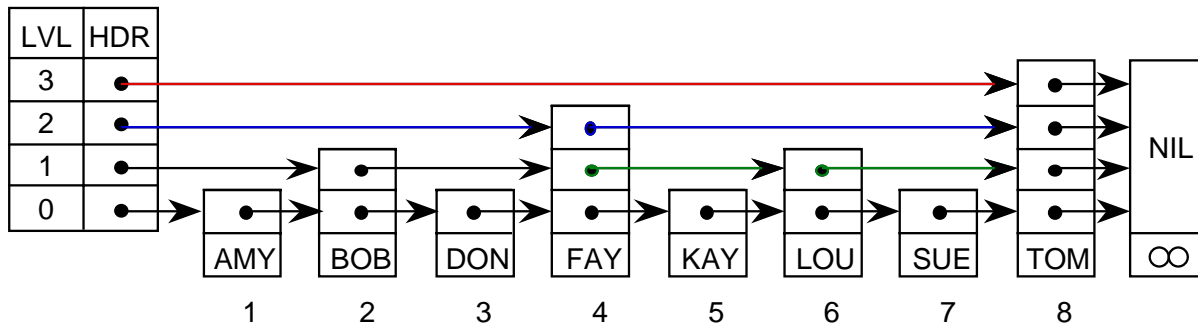 LVL HDR
3
2
1
0
NIL
AMY BOB DON FAY KAY LOU SUE TOM ∞
1 2 3 4 5 6 7 8